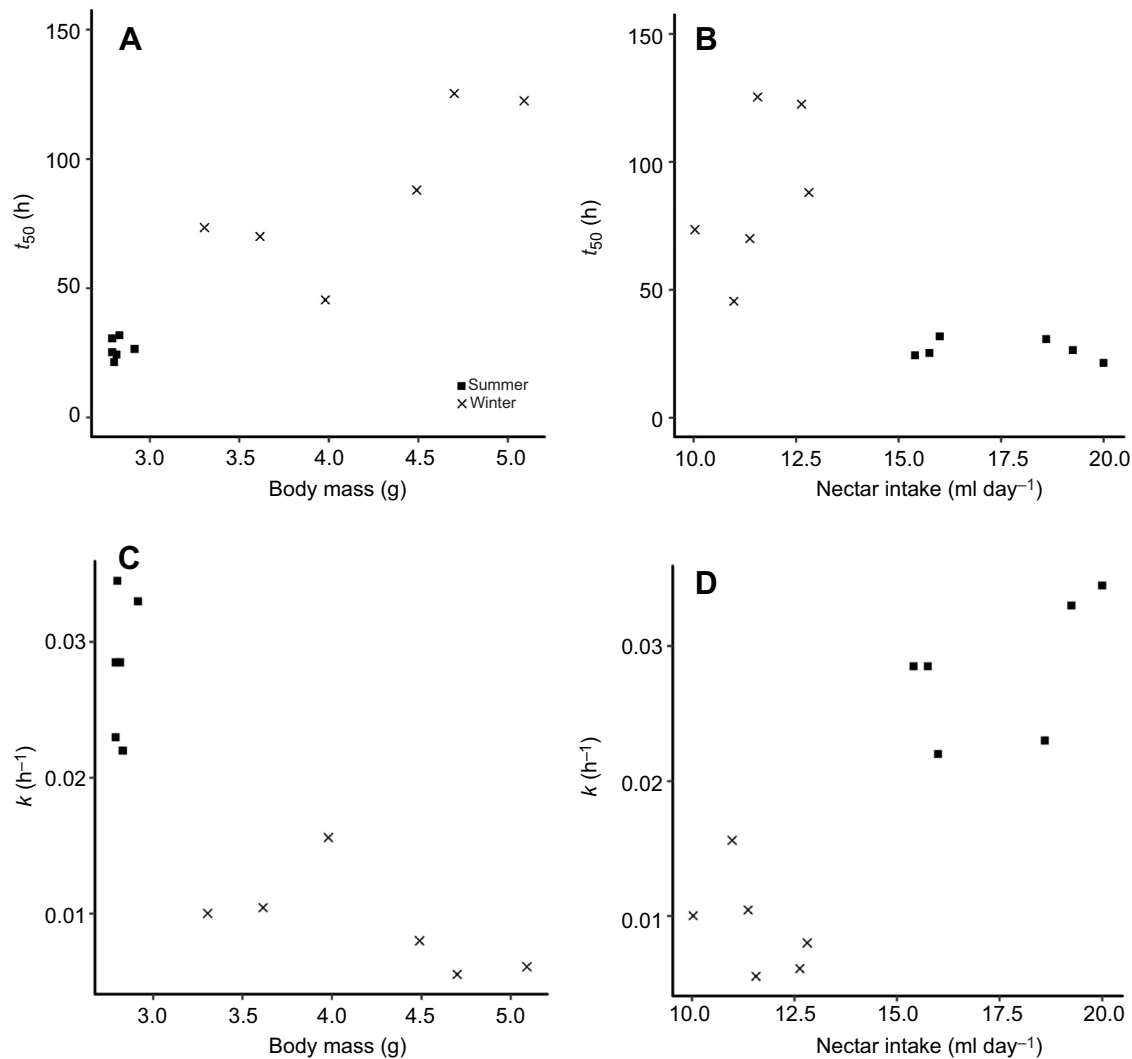 A
150
100
50
0
t50 (h)
Summer
Winter
3.0 3.5 4.0 4.5 5.0
Body mass (g)
B
150
100
50
0
t50 (h)
10.0 12.5 15.0 17.5 20.0
Nectar intake (ml day–1)
C
0.03
0.02
0.01
k (h–1)
3.0 3.5 4.0 4.5 5.0
Body mass (g)
D
0.03
0.02
0.01
k (h–1)
10.0 12.5 15.0 17.5 20.0
Nectar intake (ml day–1)